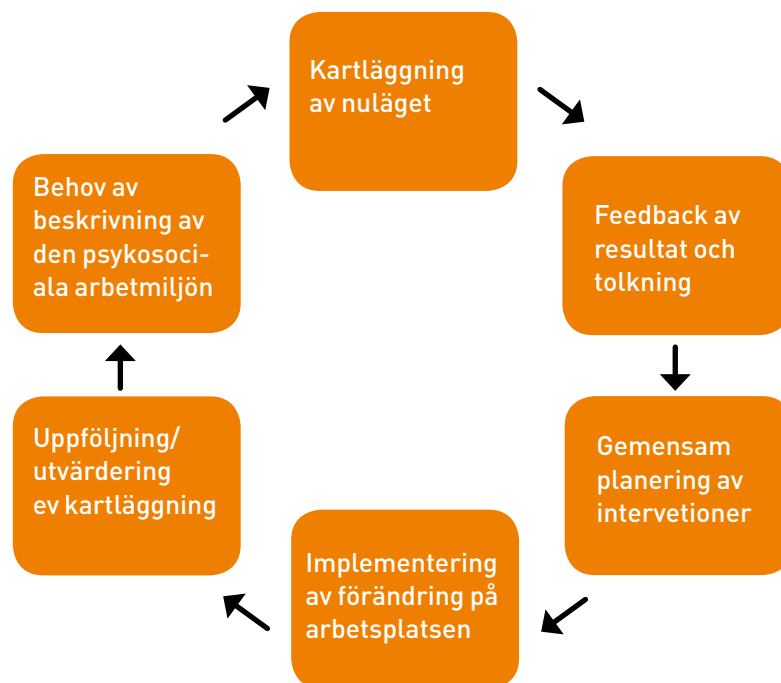 Kartläggning
av nuläget
Feedback av
resultat och
tolkning
Gemensam
planering av
intervetioner
Implementering
av förändring på
arbetsplatsen
Uppföljning/
utvärdering
ev kartläggning
Behov av
beskrivning av
den psykosoci-
ala arbetmiljön